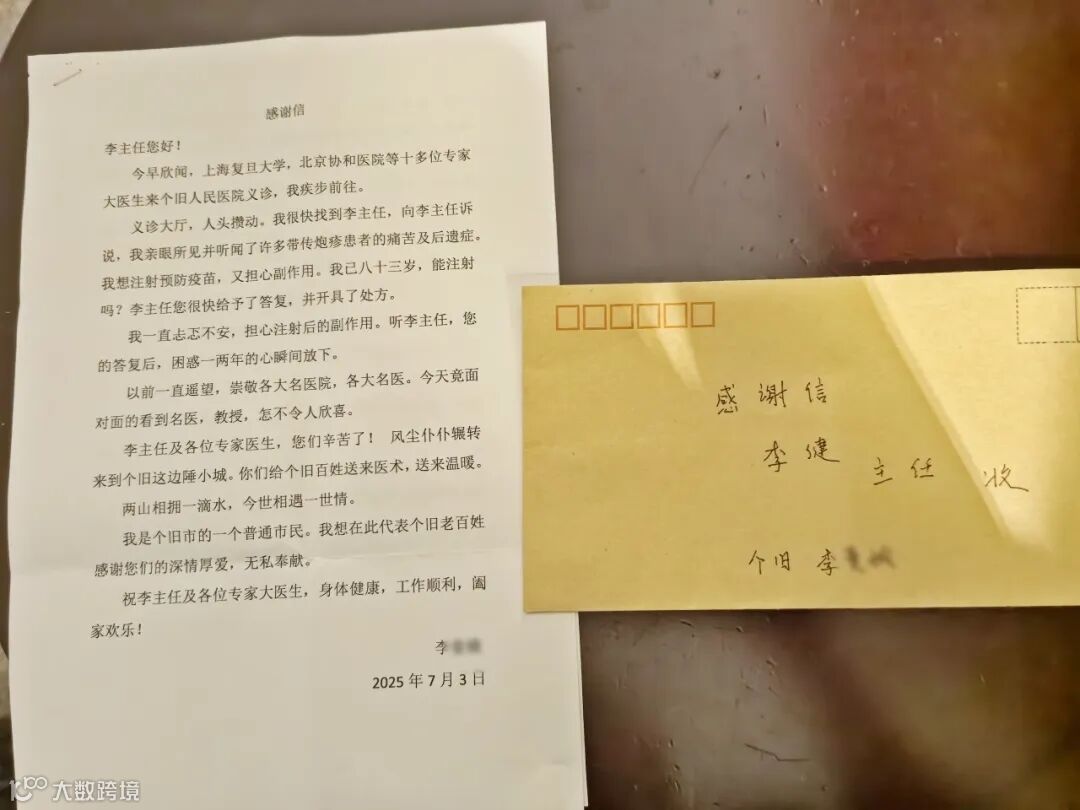 感谢信
李主任您好！
今早欣闻，上海复旦大学，北京协和医院等十多位专家
大医生来个旧人民医院义诊，我疾步前往。
义诊大厅，人头攒动。我很快找到李主任，向李主任诉
说，我亲眼所见并听闻了许多带传炮疹患者的痛苦及后遗症。
我想注射预防疫苗，又担心副作用。我已八十三岁，能注射
吗？李主任您很快给予了答复，并开具了处方。
我一直忐忑不安，担心注射后的副作用。听李主任，您
的答复后，困惑一两年的心瞬间放下。
以前一直遥望，崇敬各大名医院，各大名医。今天竟面
对面的看到名医，教授，怎不令人欣喜。
李主任及各位专家医生，您们辛苦了！ 风尘仆仆辗转
来到个旧这边陲小城。你们给个旧百姓送来医术，送来温暖。
两山相拥一滴水，今世相遇一世情。
我是个旧市的一个普通市民。我想在此代表个旧老百姓
感谢您们的深情厚爱，无私奉献。
祝李主任及各位专家大医生，身体健康，工作顺利，阖
家欢乐！
李
2025 年 7 月 3 日
感谢信
李健
主任 收
个旧 李
大数跨境